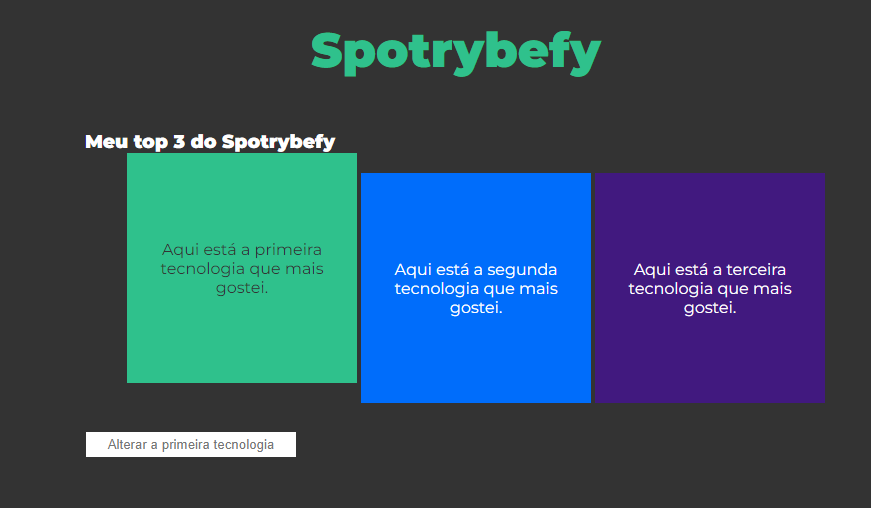 Spotrybefy
Meu top 3 do Spotrybefy
Aqui está a primeira
tecnologia que mais
gostei.
Aqui está a segunda
tecnologia que mais
gostei.
Aqui está a terceira
tecnologia que mais
gostei.
Alterar a primeira tecnologia